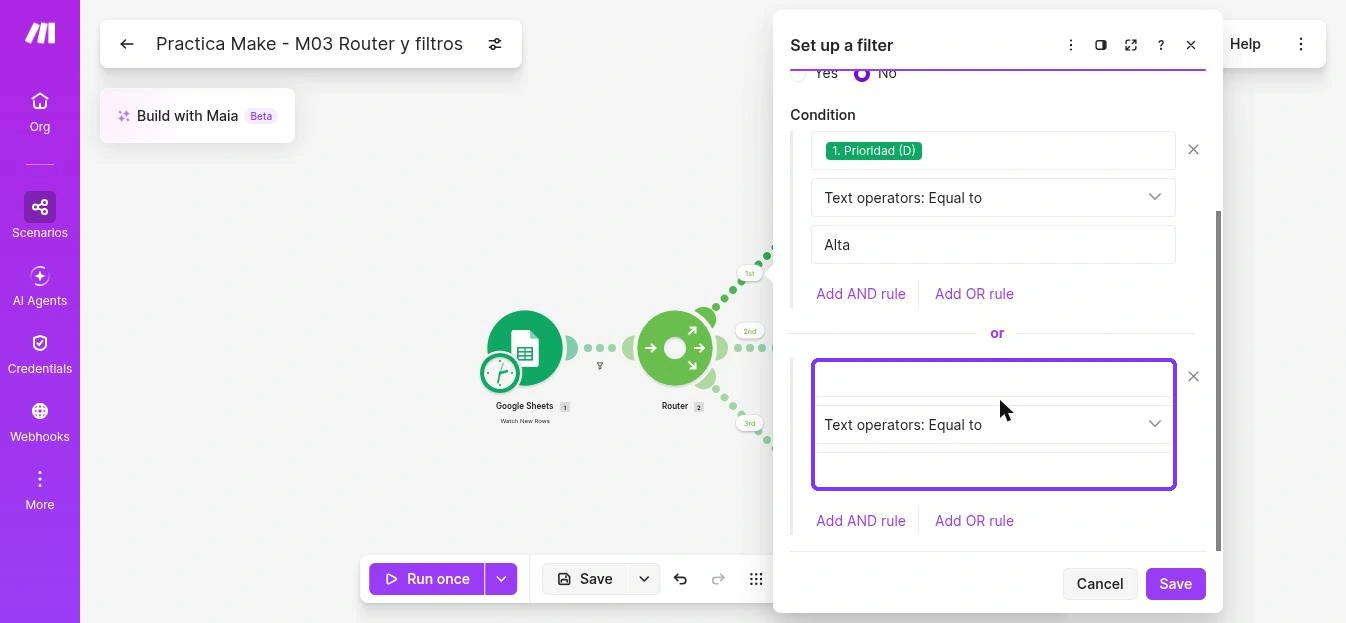 Practica Make - M03 Router y filtros
Help
Build with Maia Beta
Org
Scenarios
AI Agents
Credentials
Webhooks
More
Google Sheets 1
Watch New Rows
Router 2
1st
2nd
3rd
Run once
Save
Set up a filter
?
Yes No
Condition
1. Prioridad (D)
Text operators: Equal to
Alta
Add AND rule Add OR rule
or
Text operators: Equal to
Add AND rule Add OR rule
Cancel Save